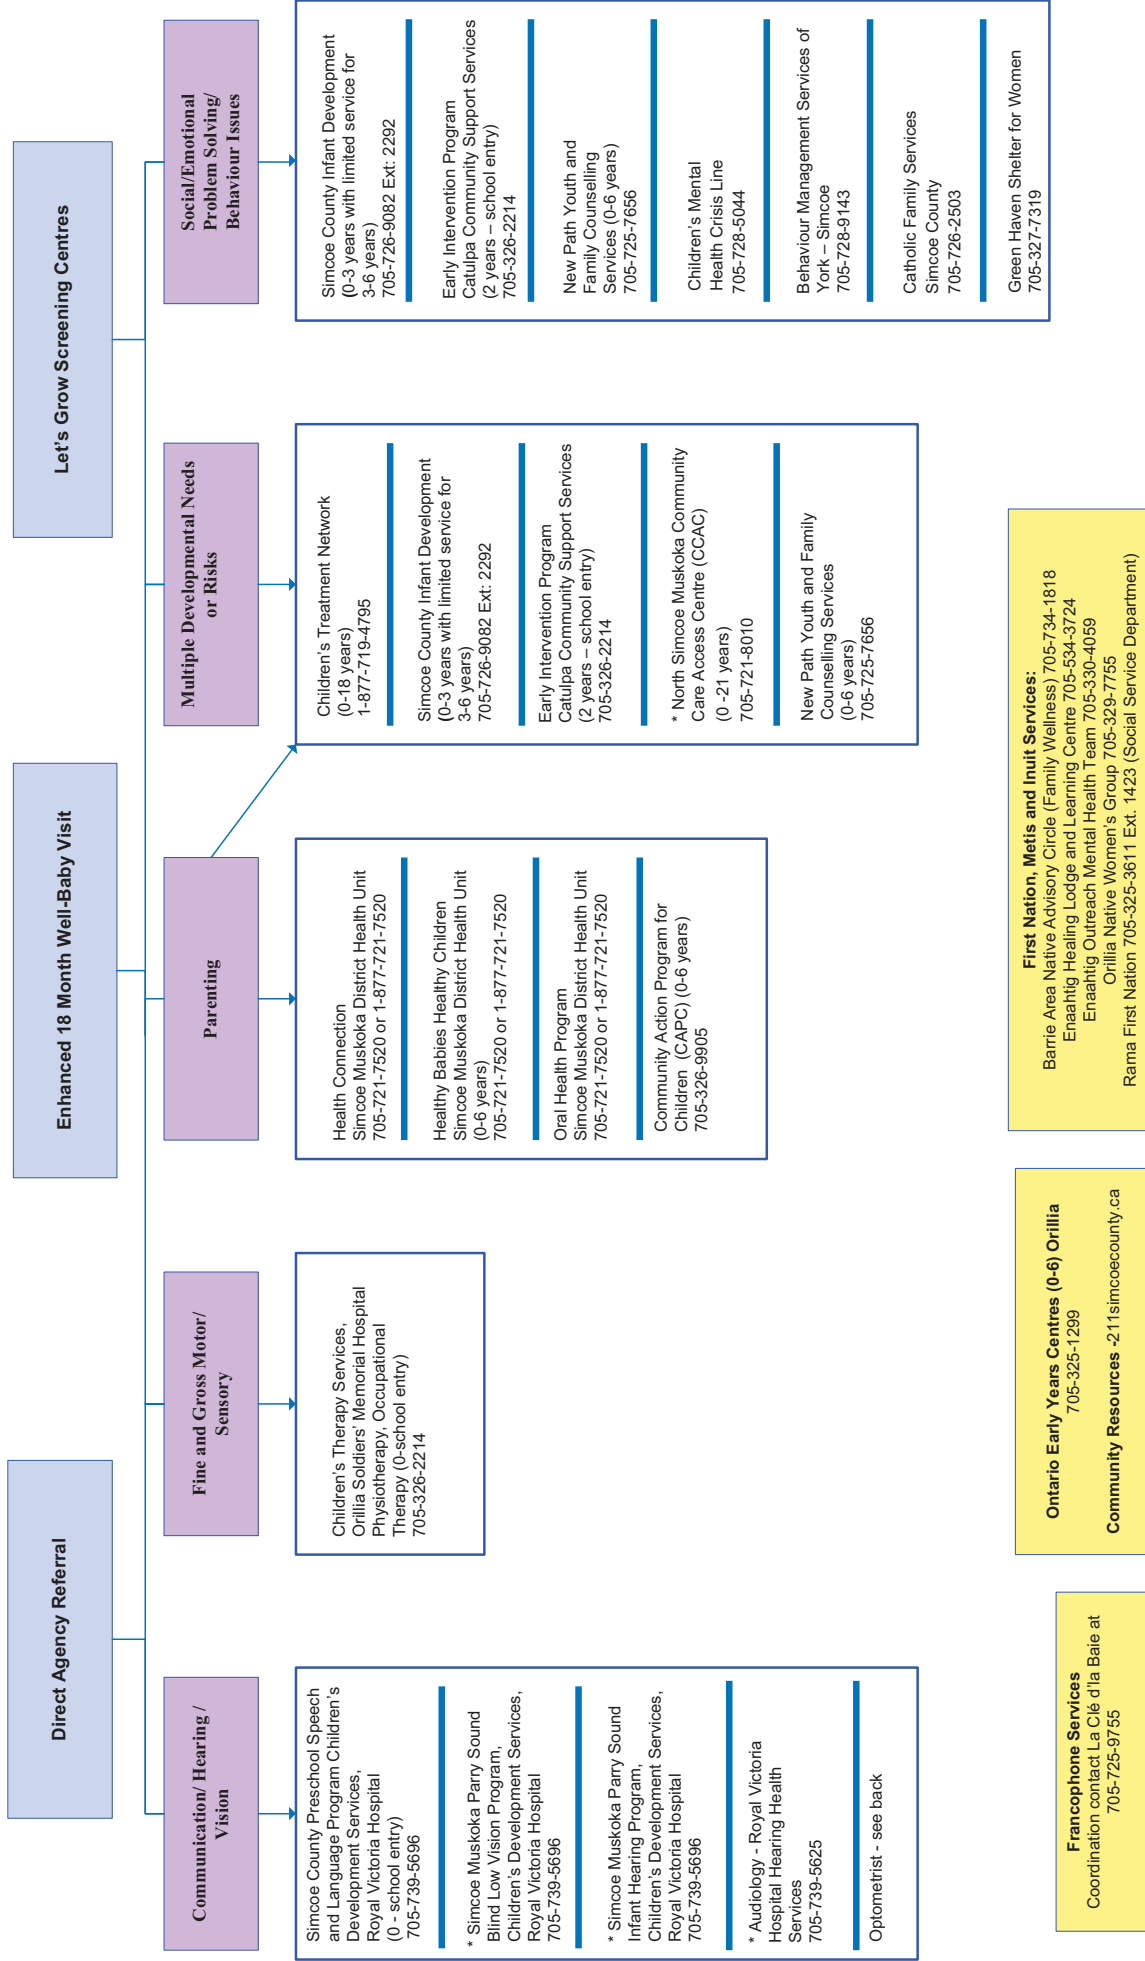 Direct Agency Referral
Enhanced 18 Month Well-Baby Visit
Let's Grow Screening Centres
Communication/ Hearing /
Vision
Fine and Gross Motor/
Sensory
Parenting
Multiple Developmental Needs
or Risks
Social/Emotional
Problem Solving/
Behaviour Issues
Simcoe County Preschool Speech
and Language Program Children's
Development Services,
Royal Victoria Hospital
(0 - school entry)
705-739-5696
* Simcoe Muskoka Parry Sound
Blind Low Vision Program,
Children's Development Services,
Royal Victoria Hospital
705-739-5696
* Simcoe Muskoka Parry Sound
Infant Hearing Program,
Children's Development Services,
Royal Victoria Hospital
705-739-5696
* Audiology - Royal Victoria
Hospital Hearing Health
Services
705-739-5625
Optometrist - see back
Children's Therapy Services,
Orillia Soldiers' Memorial Hospital
Physiotherapy, Occupational
Therapy (0-school entry)
705-326-2214
Health Connection
Simcoe Muskoka District Health Unit
705-721-7520 or 1-877-721-7520
Healthy Babies Healthy Children
Simcoe Muskoka District Health Unit
(0-6 years)
705-721-7520 or 1-877-721-7520
Oral Health Program
Simcoe Muskoka District Health Unit
705-721-7520 or 1-877-721-7520
Community Action Program for
Children  (CAPC) (0-6 years)
705-326-9905
Children's Treatment Network
(0-18 years)
1-877-719-4795
Simcoe County Infant Development
(0-3 years with limited service for
3-6 years)
705-726-9082 Ext: 2292
Early Intervention Program
Catulpa Community Support Services
(2 years – school entry)
705-326-2214
* North Simcoe Muskoka Community
Care Access Centre (CCAC)
(0 -21 years)
705-721-8010
New Path Youth and Family
Counselling Services
(0-6 years)
705-725-7656
Simcoe County Infant Development
(0-3 years with limited service for
3-6 years)
705-726-9082 Ext: 2292
Early Intervention Program
Catulpa Community Support Services
(2 years – school entry)
705-326-2214
New Path Youth and
Family Counselling
Services (0-6 years)
705-725-7656
Children's Mental
Health Crisis Line
705-728-5044
Behaviour Management Services of
York – Simcoe
705-728-9143
Catholic Family Services
Simcoe County
705-726-2503
Green Haven Shelter for Women
705-327-7319
Francophone Services
Coordination contact La Clé d'la Baie at
705-725-9755
Ontario Early Years Centres (0-6) Orillia
705-325-1299
Community Resources -211simcoecounty.ca
First Nation, Metis and Inuit Services:
Barrie Area Native Advisory Circle (Family Wellness) 705-734-1818
Enaahtig Healing Lodge and Learning Centre 705-534-3724
Enaahtig Outreach Mental Health Team 705-330-4059
Orillia Native Women's Group 705-329-7755
Rama First Nation 705-325-3611 Ext. 1423 (Social Service Department)